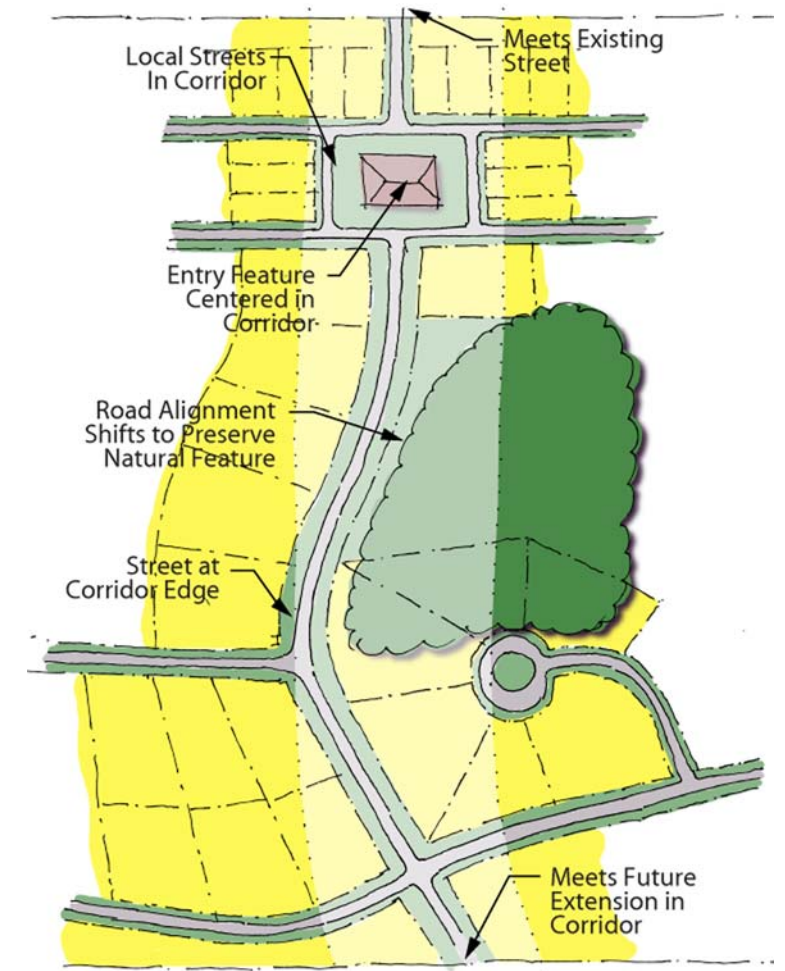 Meets Existing
Street
Local Streets
In Corridor
Entry Feature
Centered in
Corridor
Road Alignment
Shifts to Preserve
Natural Feature
Street at
Corridor Edge
Meets Future
Extension in
Corridor